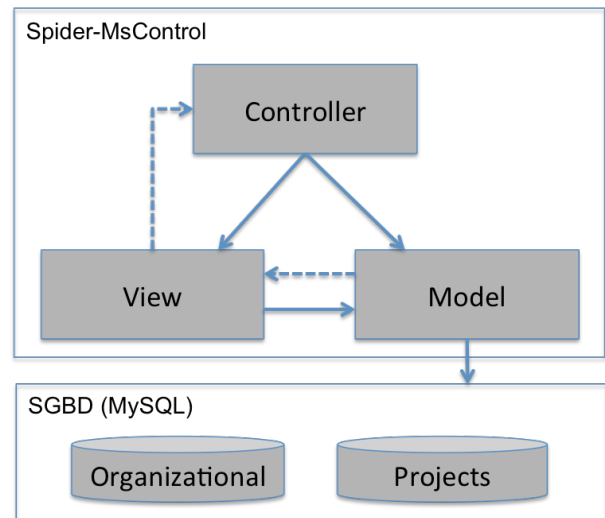 Spider-MsControl
Controller
View
Model
SGBD (MySQL)
Organizational
Projects